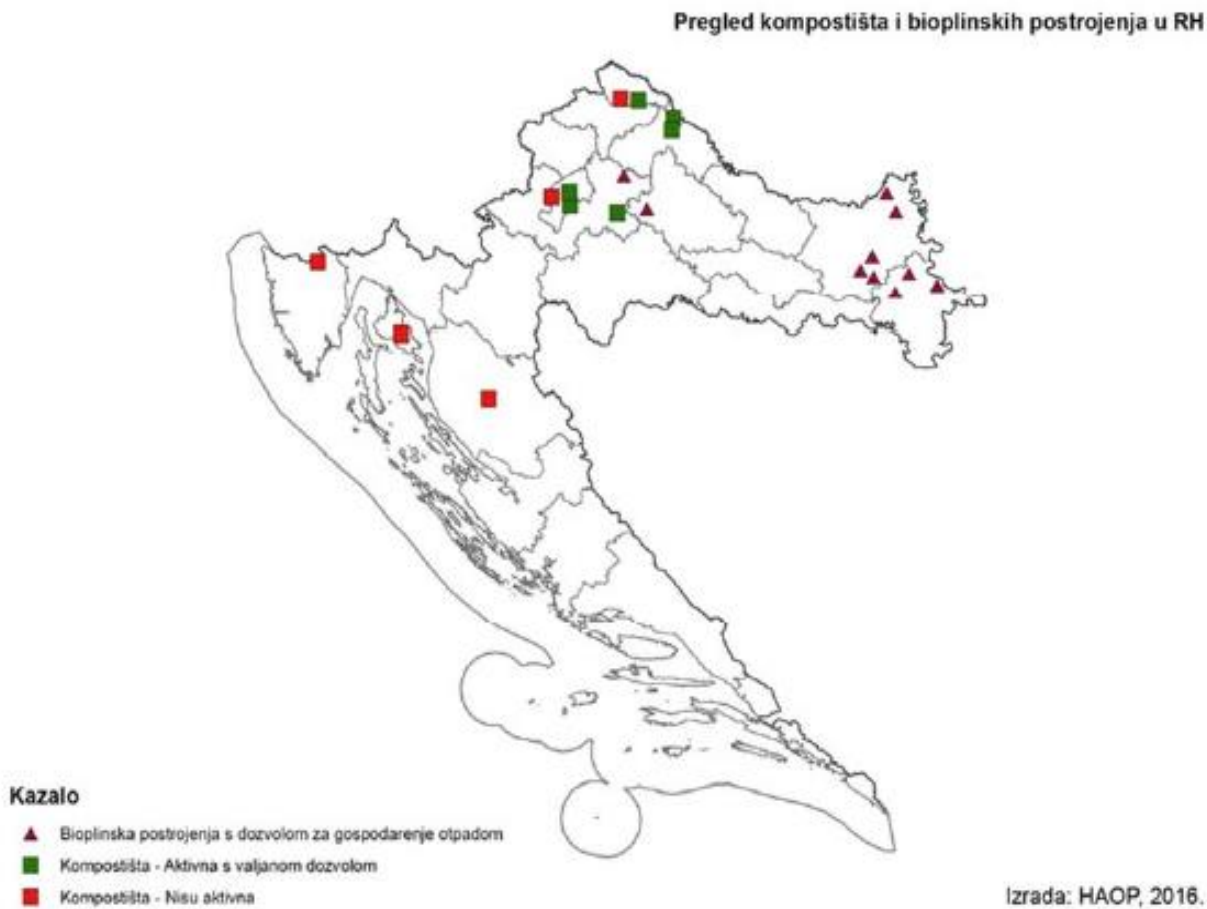 Pregled kompostišta i bioplinskih postrojenja u RH
Kazalo
Bioplinska postrojenja s dozvolom za gospodarenje otpadom
Kompostišta - Aktivna s valjanom dozvolom
Kompostišta - Nisu aktivna
Izrada: HAOP, 2016.